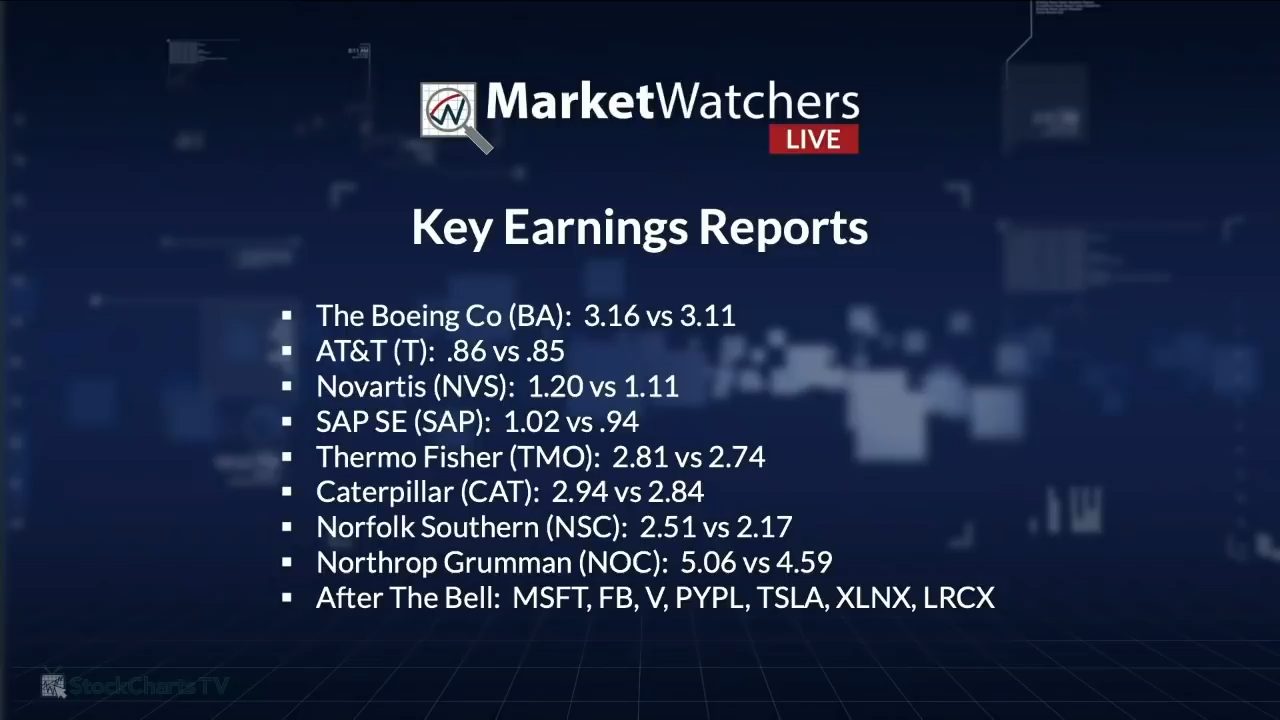 MarketWatchers
LIVE
Key Earnings Reports
▪ The Boeing Co (BA): 3.16 vs 3.11
▪ AT&T (T): .86 vs .85
▪ Novartis (NVS): 1.20 vs 1.11
▪ SAP SE (SAP): 1.02 vs .94
▪ Thermo Fisher (TMO): 2.81 vs 2.74
▪ Caterpillar (CAT): 2.94 vs 2.84
▪ Norfolk Southern (NSC): 2.51 vs 2.17
▪ Northrop Grumman (NOC): 5.06 vs 4.59
▪ After The Bell: MSFT, FB, V, PYPL, TSLA, XLNX, LRCX
StockChartsTV